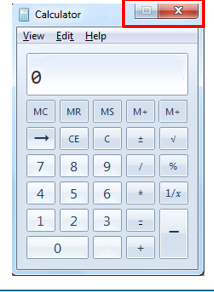 Calculator
View Edit Help
0
MC MR MS M+ M+
→ CE C ± √
7 8 9 / %
4 5 6 * 1/x
1 2 3 = −
0 . +